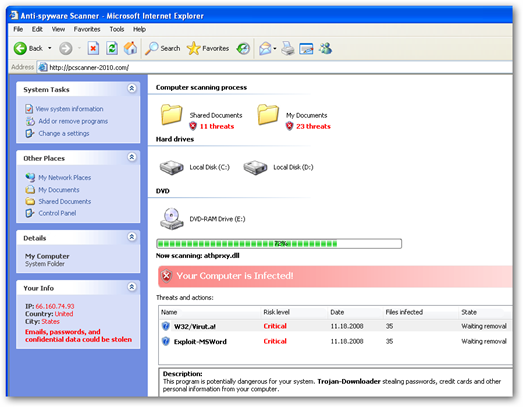 Anti-spyware Scanner - Microsoft Internet Explorer
File Edit View Favorites Tools Help
Back Search Favorites
Address http://pcscanner-2010.com/
System Tasks
View system information
Add or remove programs
Change a settings
Other Places
My Network Places
My Documents
Shared Documents
Control Panel
Details
My Computer
System Folder
Your Info
IP: 66.160.74.93
Country: United
City: States
Emails, passwords, and
confidential data could be stolen
Computer scanning process
Shared Documents
11 threats
My Documents
23 threats
Hard drives
Local Disk (C:) Local Disk (D:)
DVD
DVD-RAM Drive (E:)
72%
Now scanning: athprxy.dll
Your Computer is Infected!
Threats and actions:
Name Risk level Date Files infected State
W32/Virut.a! Critical 11.18.2008 35 Waiting removal
Exploit-MSWord Critical 11.18.2008 35 Waiting removal
Description:
This program is potentially dangerous for your system. Trojan-Downloader stealing passwords, credit cards and other
personal information from your computer.